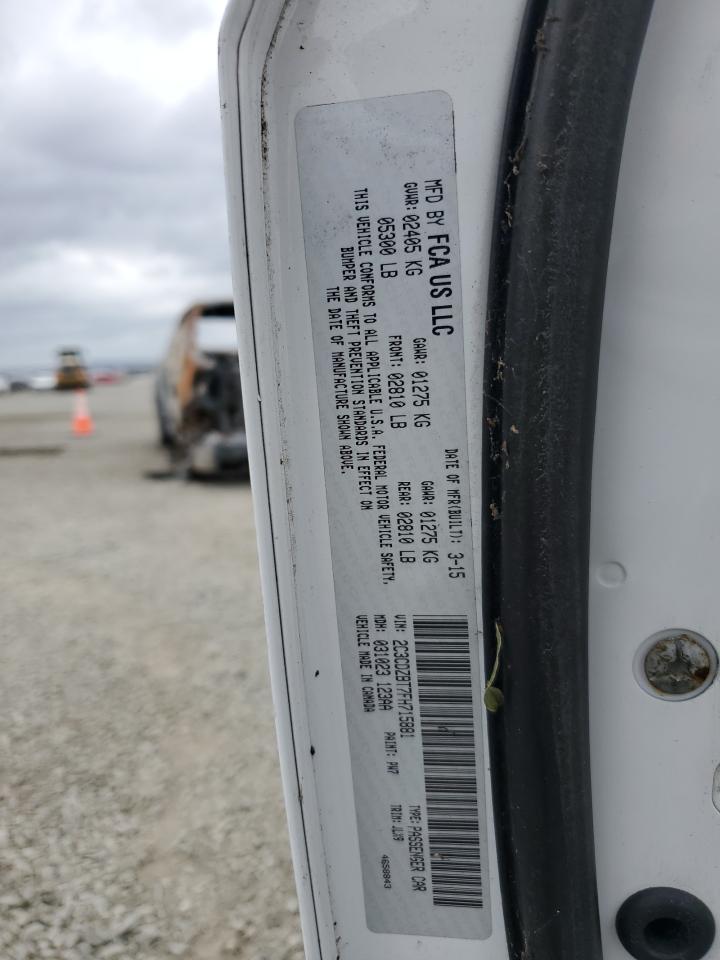 MFD BY FCA US LLC
DATE OF MFR(BUILT): 3-15
GVWR: 02405 KG GAWR: 01275 KG GAWR: 01275 KG
05300 LB FRONT: 02810 LB REAR: 02810 LB
THIS VEHICLE CONFORMS TO ALL APPLICABLE U.S.A. FEDERAL MOTOR VEHICLE SAFETY,
BUMPER AND THEFT PREVENTION STANDARDS IN EFFECT ON
THE DATE OF MANUFACTURE SHOWN ABOVE.
VIN: 2C3CDZBT7FH715881 TYPE: PASSENGER CAR
MDH: 031023 123AA PAINT: PW7 TRIM: JLX9
VEHICLE MADE IN CANADA 4658843